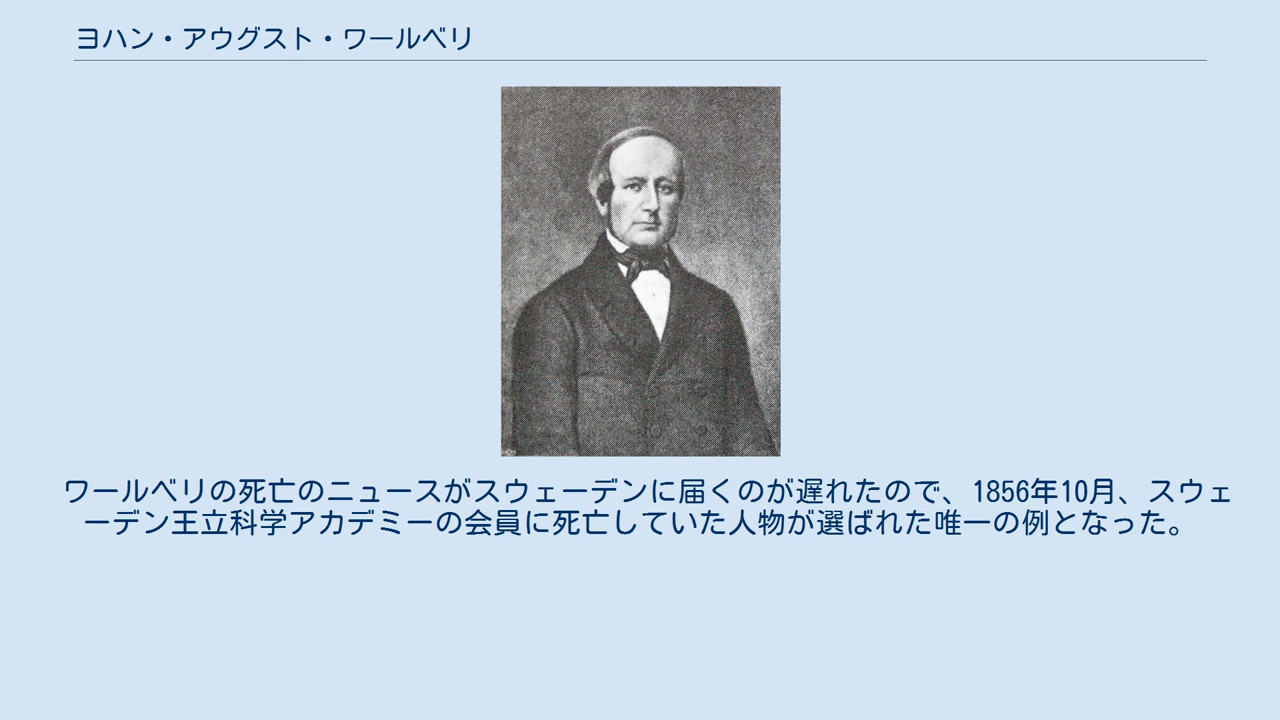 ヨハン・アウグスト・ワールベリ
ワールベリの死亡のニュースがスウェーデンに届くのが遅れたので、1856年10月、スウェ
ーデン王立科学アカデミーの会員に死亡していた人物が選ばれた唯一の例となった。